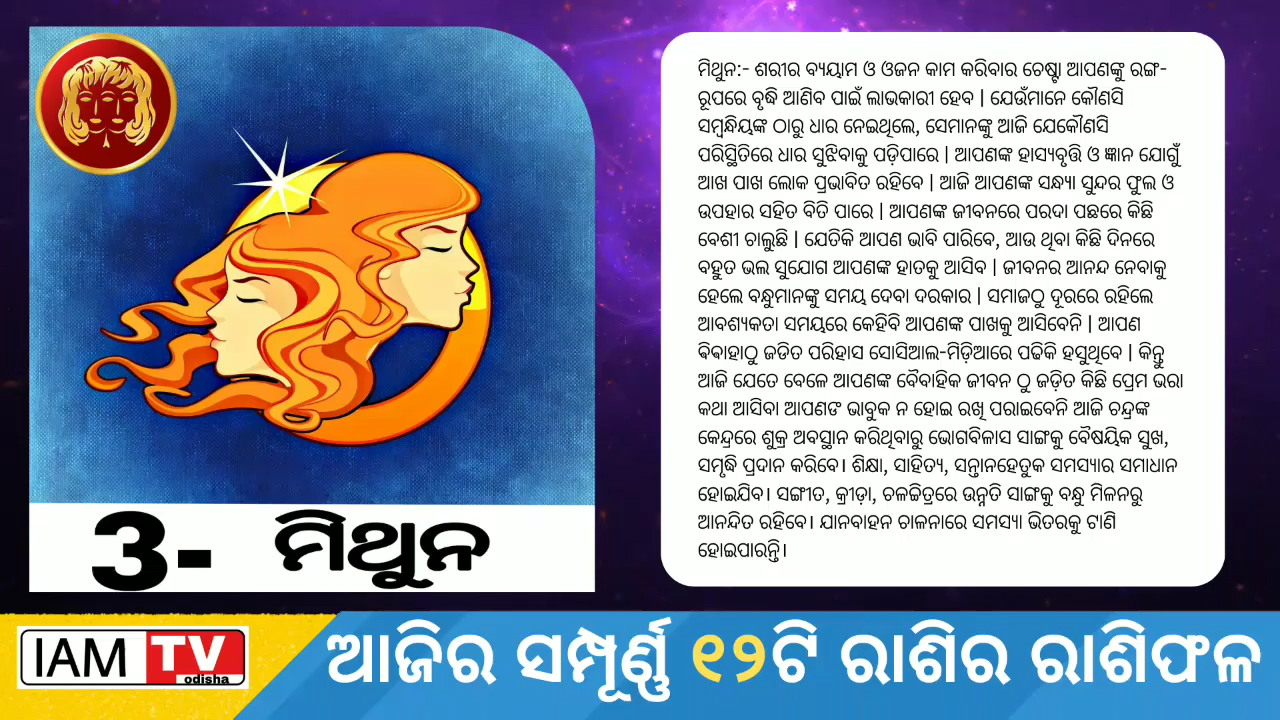 ମିଥୁନ:- ଶରୀର ବ୍ୟୟାମ ଓ ଓଜନ କାମ କରିବାର ଚେଷ୍ଟା ଆପଣଙ୍କୁ ରଙ୍ଗ-
ରୂପରେ ବୃଦ୍ଧି ଆଣିବ ପାଇଁ ଲାଭକାରୀ ହେବ | ଯେଉଁମାନେ କୌଣସି
ସମ୍ବନ୍ଧିୟଙ୍କ ଠାରୁ ଧାର ନେଇଥିଲେ, ସେମାନଙ୍କୁ ଆଜି ଯେକୌଣସି
ପରିସ୍ଥିତିରେ ଧାର ସୁଝିବାକୁ ପଡ଼ିପାରେ | ଆପଣଙ୍କ ହାସ୍ୟବୃତ୍ତି ଓ ଜ୍ଞାନ ଯୋଗୁଁ
ଆଖ ପାଖ ଲୋକ ପ୍ରଭାବିତ ରହିବେ | ଆଜି ଆପଣଙ୍କ ସନ୍ଧ୍ୟା ସୁନ୍ଦର ଫୁଲ ଓ
ଉପହାର ସହିତ ବିତି ପାରେ | ଆପଣଙ୍କ ଜୀବନରେ ପରଦା ପଛରେ କିଛି
ବେଶୀ ଚାଲୁଛି | ଯେତିକି ଆପଣ ଭାବି ପାରିବେ, ଆଉ ଥିବା କିଛି ଦିନରେ
ବହୁତ ଭଲ ସୁଯୋଗ ଆପଣଙ୍କ ହାତକୁ ଆସିବ | ଜୀବନର ଆନନ୍ଦ ନେବାକୁ
ହେଲେ ବନ୍ଧୁମାନଙ୍କୁ ସମୟ ଦେବା ଦରକାର | ସମାଜଠୁ ଦୂରରେ ରହିଲେ
ଆବଶ୍ୟକତା ସମୟରେ କେହିବି ଆପଣଙ୍କ ପାଖକୁ ଆସିବେନି | ଆପଣ
ବିବାହାଠୁ ଜଡିତ ପରିହାସ ସୋସିଆଲ-ମିଡ଼ିଆରେ ପଢିକି ହସୁଥିବେ | କିନ୍ତୁ
ଆଜି ଯେତେ ବେଳେ ଆପଣଙ୍କ ବୈବାହିକ ଜୀବନ ଠୁ ଜଡ଼ିତ କିଛି ପ୍ରେମ ଭରା
କଥା ଆସିବା ଆପଣଙ ଭାବୁକ ନ ହୋଇ ରଖି ପରାଇବେନି ଆଜି ଚନ୍ଦ୍ରଙ୍କ
କେନ୍ଦ୍ରରେ ଶୁକ୍ର ଅବସ୍ଥାନ କରିଥିବାରୁ ଭୋଗବିଳାସ ସାଙ୍ଗକୁ ବୈଷୟିକ ସୁଖ,
ସମୃଦ୍ଧି ପ୍ରଦାନ କରିବେ। ଶିକ୍ଷା, ସାହିତ୍ୟ, ସନ୍ତାନହେତୁକ ସମସ୍ୟାର ସମାଧାନ
ହୋଇଯିବ। ସଙ୍ଗୀତ, କ୍ରୀଡ଼ା, ଚଳଚ୍ଚିତ୍ରରେ ଉନ୍ନତି ସାଙ୍ଗକୁ ବନ୍ଧୁ ମିଳନରୁ
ଆନନ୍ଦିତ ରହିବେ। ଯାନବାହନ ଚାଳନାରେ ସମସ୍ୟା ଭିତରକୁ ଟାଣି
ହୋଇପାରନ୍ତି।
3- ମିଥୁନ
IAM TV
odisha
ଆଜିର ସମ୍ପୂର୍ଣ୍ଣ ୧୨ଟି ରାଶିର ରାଶିଫଳ